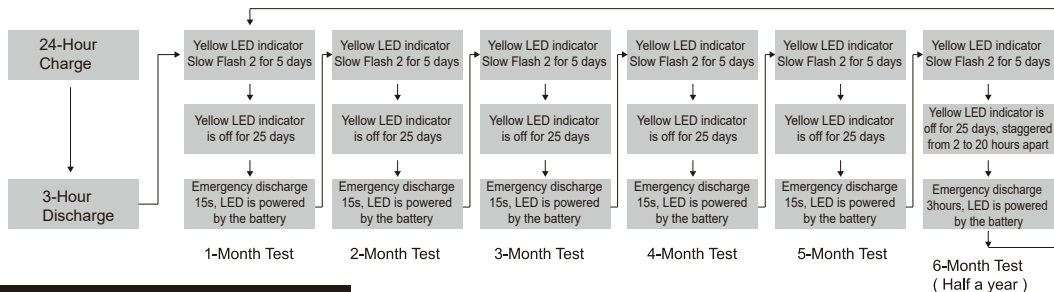 24-Hour
Charge
3-Hour
Discharge
Yellow LED indicator
Slow Flash 2 for 5 days
Yellow LED indicator
is off for 25 days
Emergency discharge
15s, LED is powered
by the battery
1-Month Test
Yellow LED indicator
Slow Flash 2 for 5 days
Yellow LED indicator
is off for 25 days
Emergency discharge
15s, LED is powered
by the battery
2-Month Test
Yellow LED indicator
Slow Flash 2 for 5 days
Yellow LED indicator
is off for 25 days
Emergency discharge
15s, LED is powered
by the battery
3-Month Test
Yellow LED indicator
Slow Flash 2 for 5 days
Yellow LED indicator
is off for 25 days
Emergency discharge
15s, LED is powered
by the battery
4-Month Test
Yellow LED indicator
Slow Flash 2 for 5 days
Yellow LED indicator
is off for 25 days
Emergency discharge
15s, LED is powered
by the battery
5-Month Test
Yellow LED indicator
Slow Flash 2 for 5 days
Yellow LED indicator is
off for 25 days, staggered
from 2 to 20 hours apart
Emergency discharge
3hours, LED is powered
by the battery
6-Month Test
( Half a year )